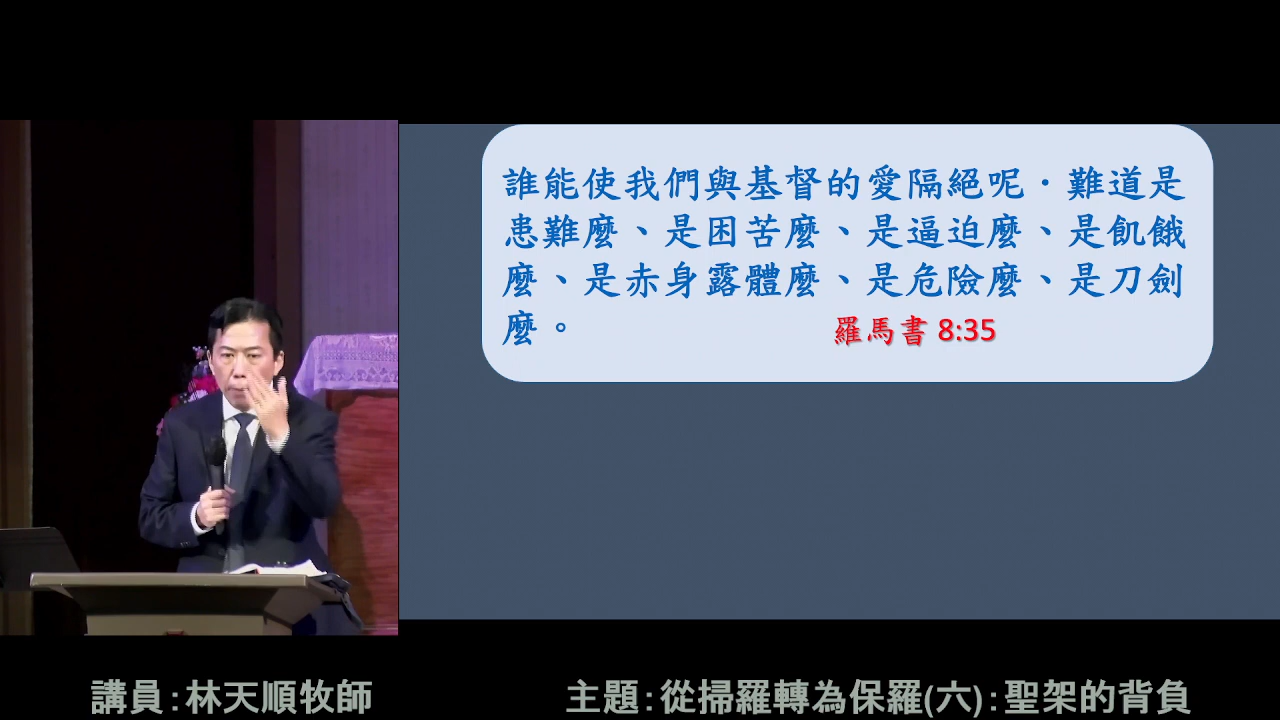 誰能使我們與基督的愛隔絕呢．難道是
患難麼、是困苦麼、是逼迫麼、是飢餓
麼、是赤身露體麼、是危險麼、是刀劍
麼。 羅馬書 8:35
講員:林天順牧師 主題:從掃羅轉為保羅(六):聖架的背負